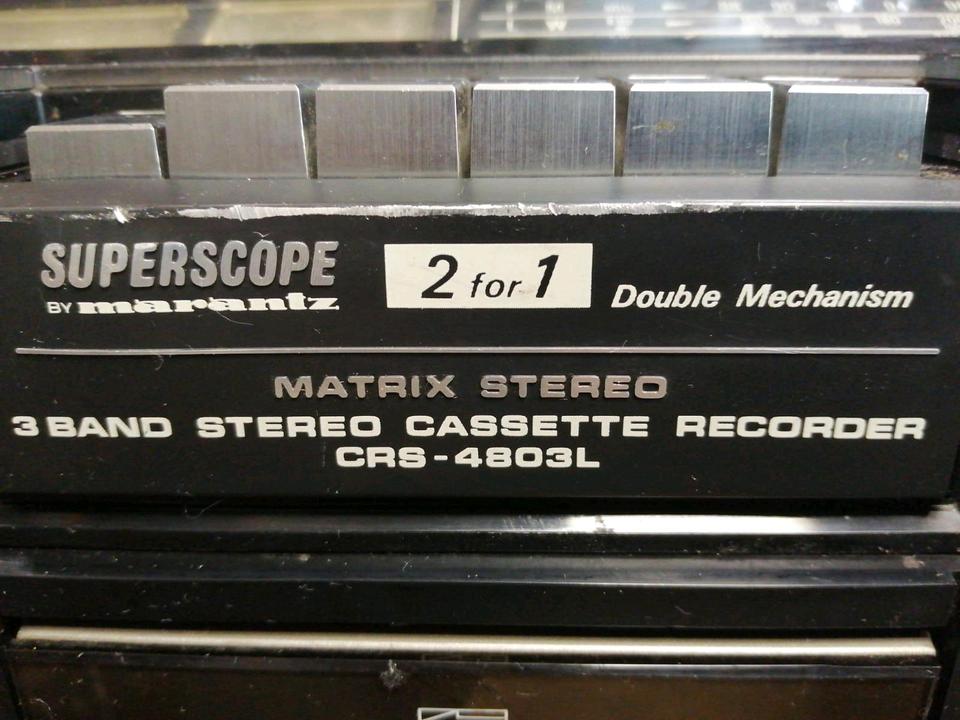 SUPERSCOPE
BY marantz
2 for 1
Double Mechanism
MATRIX STEREO
3 BAND STEREO CASSETTE RECORDER
CRS-4803L